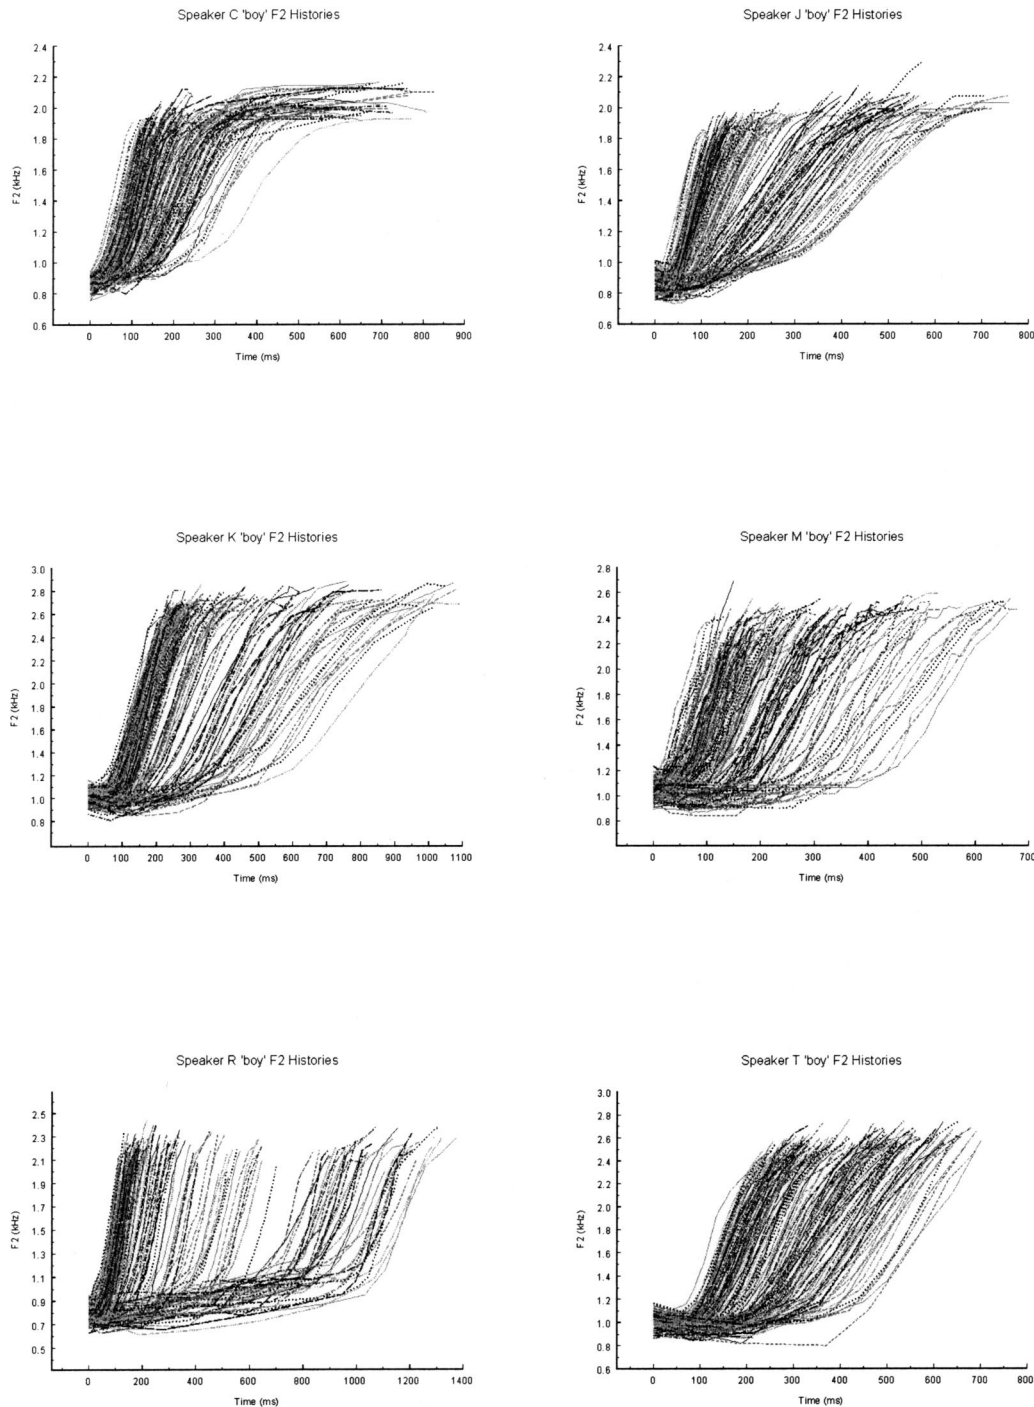 Speaker C 'boy' F2 Histories
2.4
2.2
2.0
1.8
1.6
1.4
1.2
1.0
0.8
0.6
F2 (kHz)
0 100 200 300 400 500 600 700 800 900
Time (ms)
Speaker J 'boy' F2 Histories
2.4
2.2
2.0
1.8
1.6
1.4
1.2
1.0
0.8
0.6
F2 (kHz)
0 100 200 300 400 500 600 700 800
Time (ms)
Speaker K 'boy' F2 Histories
3.0
2.8
2.6
2.4
2.2
2.0
1.8
1.6
1.4
1.2
1.0
0.8
F2 (kHz)
0 100 200 300 400 500 600 700 800 900 1000 1100
Time (ms)
Speaker M 'boy' F2 Histories
2.8
2.6
2.4
2.2
2.0
1.8
1.6
1.4
1.2
1.0
0.8
F2 (kHz)
0 100 200 300 400 500 600 700
Time (ms)
Speaker R 'boy' F2 Histories
2.5
2.3
2.1
1.9
1.7
1.5
1.3
1.1
0.9
0.7
0.5
F2 (kHz)
0 200 400 600 800 1000 1200 1400
Time (ms)
Speaker T 'boy' F2 Histories
3.0
2.8
2.6
2.4
2.2
2.0
1.8
1.6
1.4
1.2
1.0
0.8
0.6
F2 (kHz)
0 100 200 300 400 500 600 700 800
Time (ms)